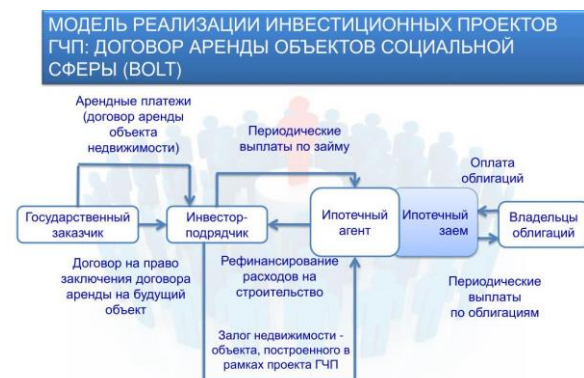 МОДЕЛЬ РЕАЛИЗАЦИИ ИНВЕСТИЦИОННЫХ ПРОЕКТОВ
ГЧП: ДОГОВОР АРЕНДЫ ОБЪЕКТОВ СОЦИАЛЬНОЙ
СФЕРЫ (BOLT)
Арендные платежи
(договор аренды
объекта
недвижимости)
Периодические
выплаты по займу
Оплата
облигаций
Государственный
заказчик
Инвестор-
подрядчик
Ипотечный
агент
Ипотечный
заем
Владельцы
облигаций
Договор на право
заключения договора
аренды на будущий
объект
Рефинансирование
расходов на
строительство
Периодические
выплаты
по облигациям
Залог недвижимости -
объекта, построенного в
рамках проекта ГЧП